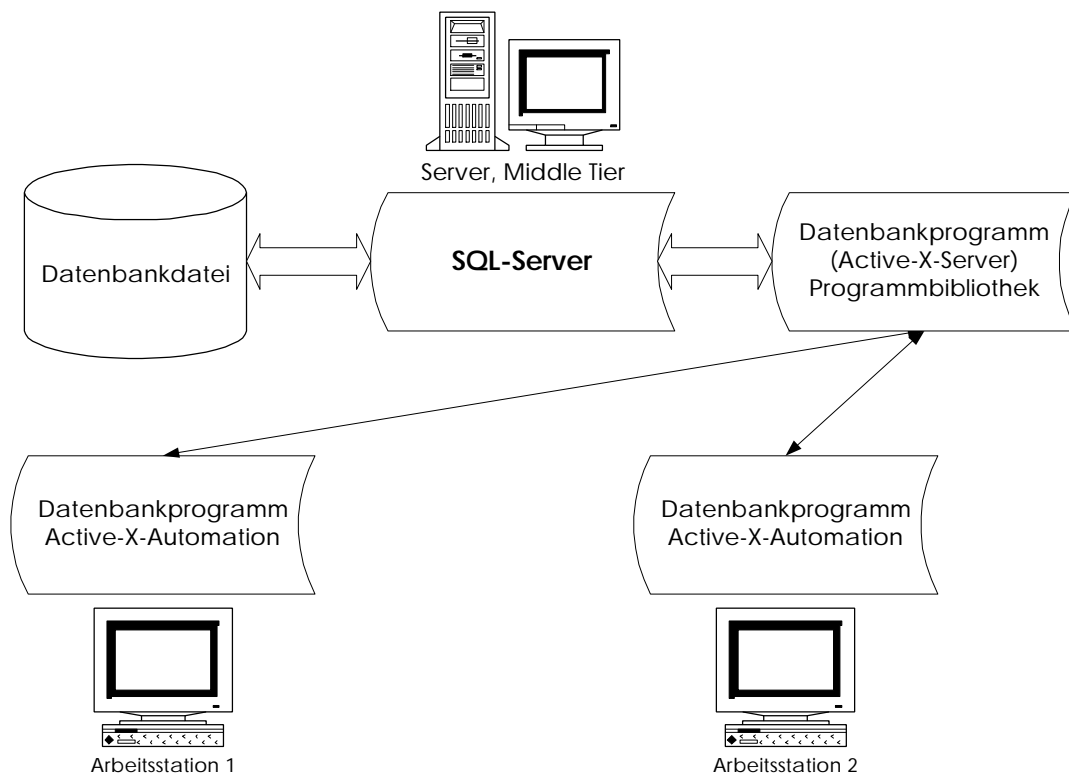 Server, Middle Tier
Datenbankdatei
SQL-Server
Datenbankprogramm
(Active-X-Server)
Programmbibliothek
Datenbankprogramm
Active-X-Automation
Datenbankprogramm
Active-X-Automation
Arbeitsstation 1
Arbeitsstation 2